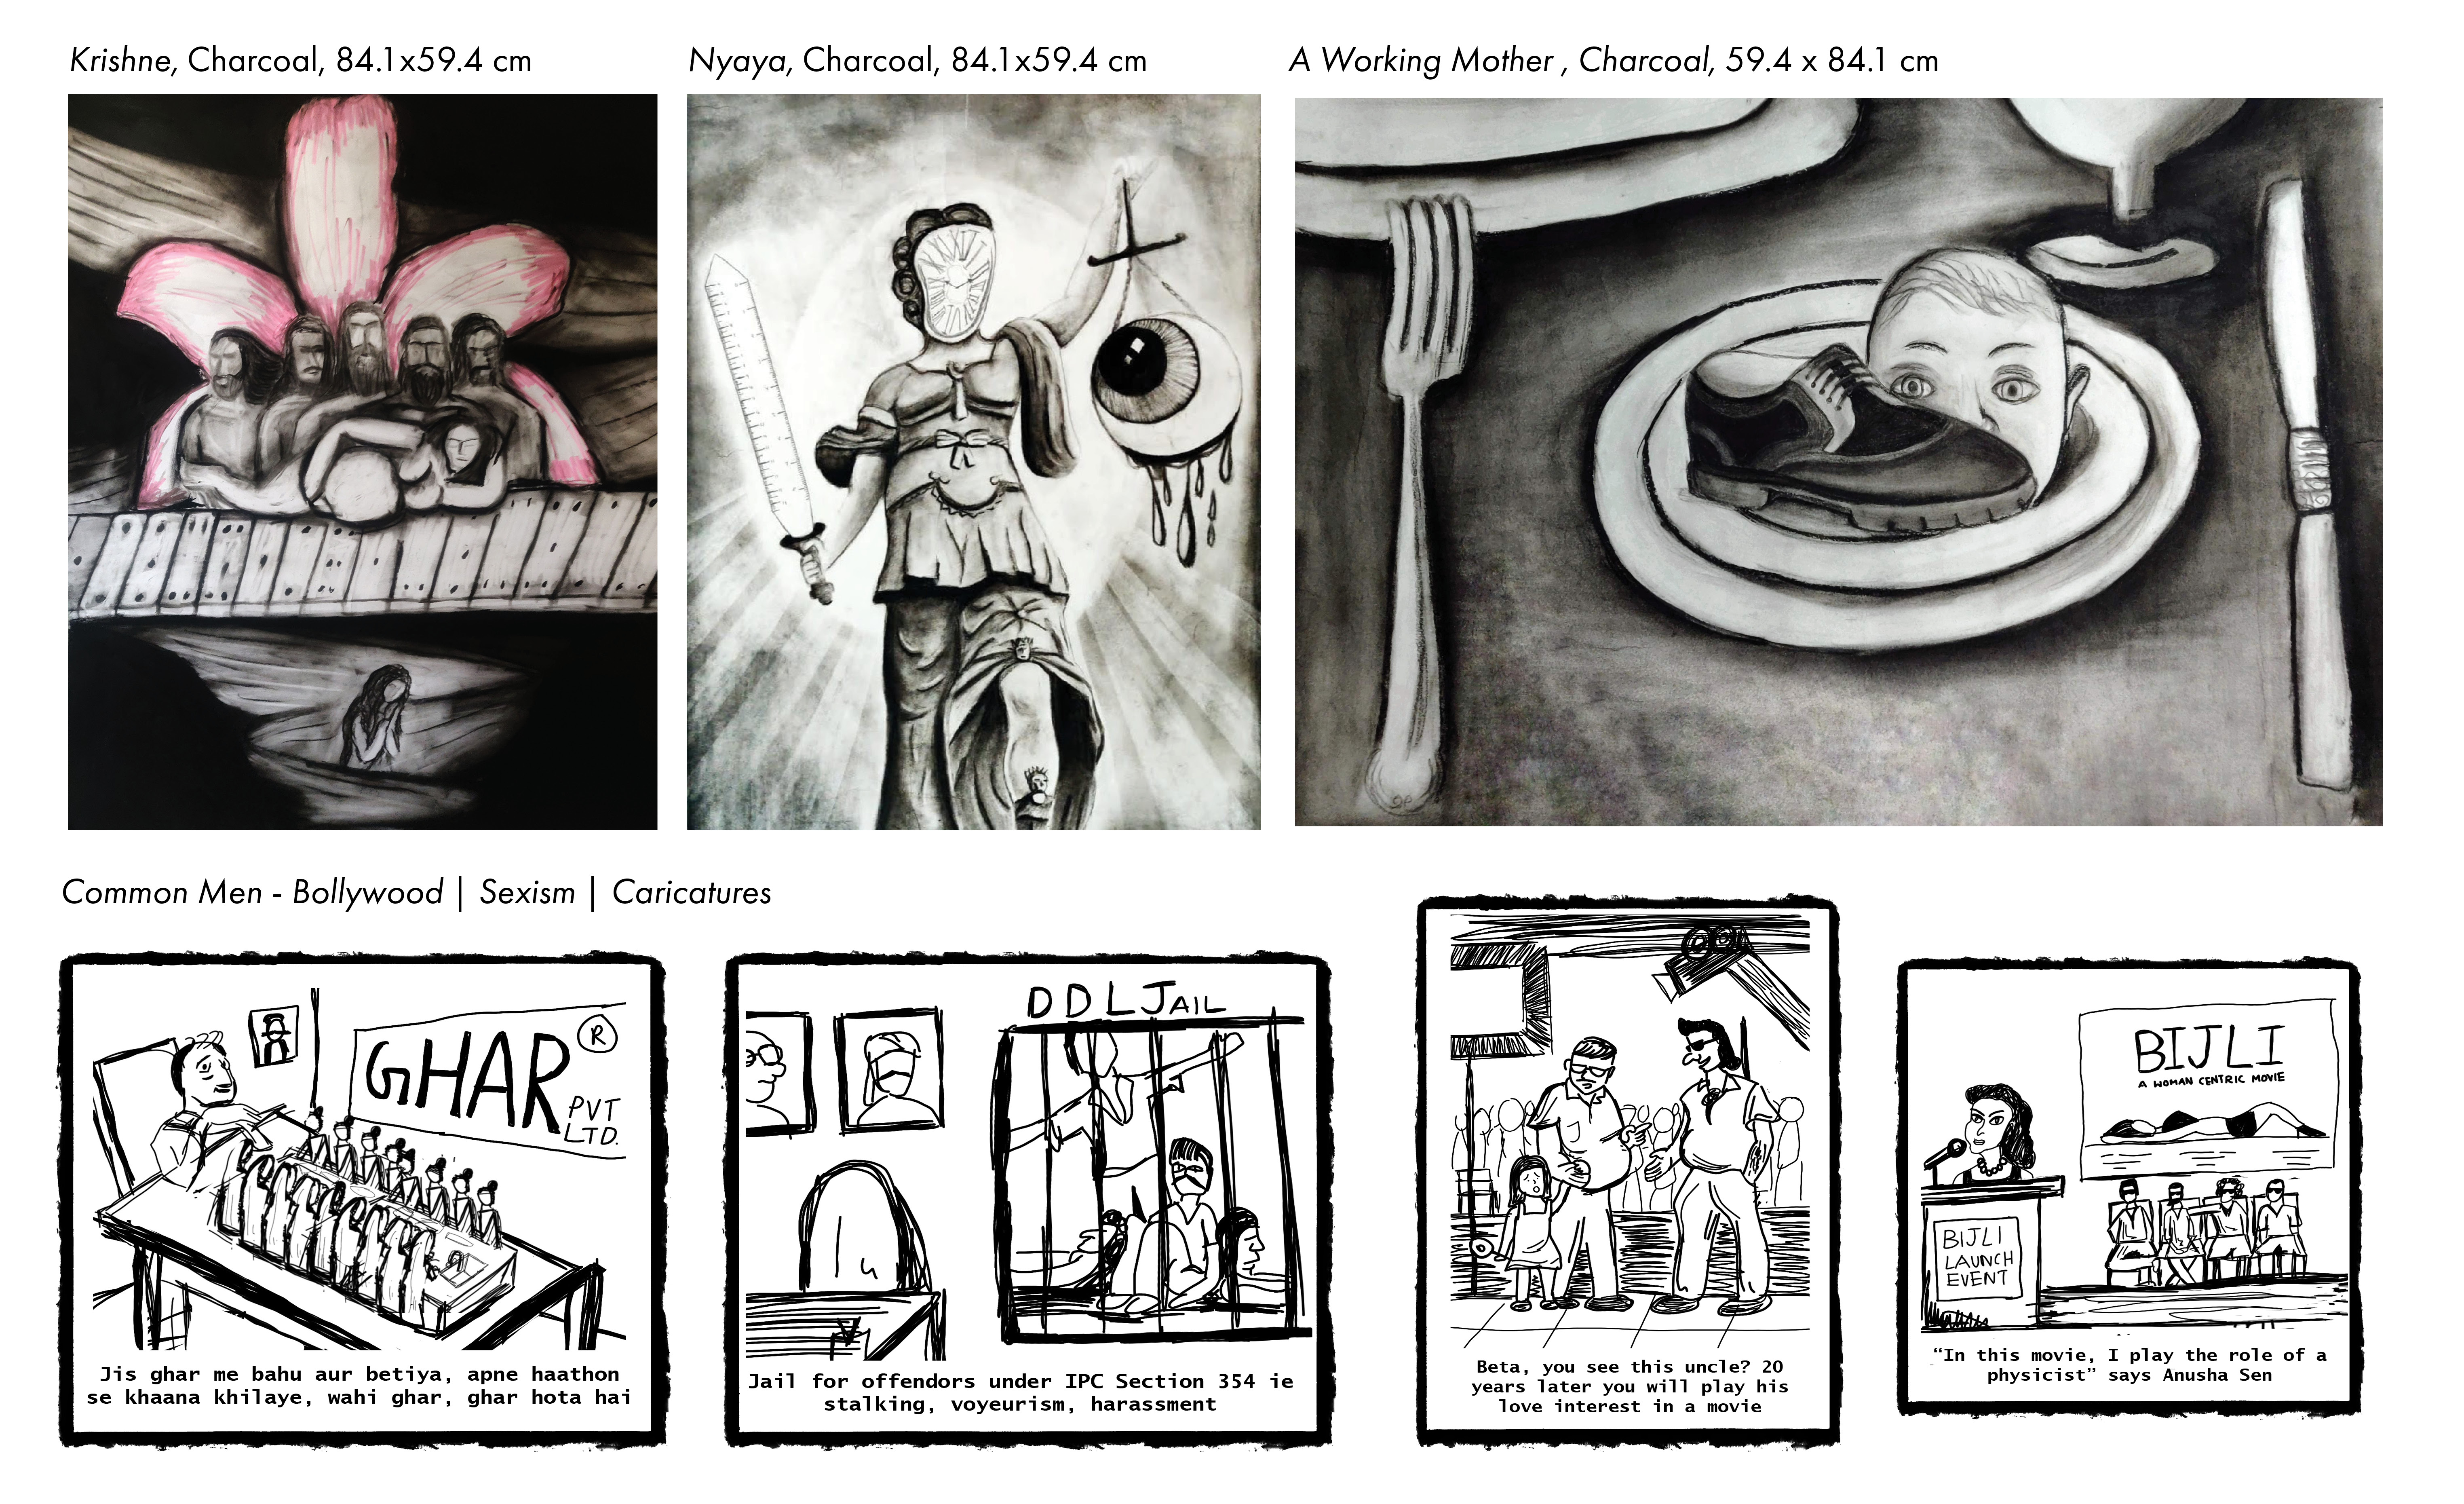 Krishne, Charcoal, 84.1x59.4 cm
Nyaya, Charcoal, 84.1x59.4 cm
A Working Mother , Charcoal, 59.4 x 84.1 cm
Common Men - Bollywood | Sexism | Caricatures
GHAR ®
PVT
LTD.
Jis ghar me bahu aur betiya, apne haathon
se khaana khilaye, wahi ghar, ghar hota hai
DDLJAIL
Jail for offendors under IPC Section 354 ie
stalking, voyeurism, harassment
Beta, you see this uncle? 20
years later you will play his
love interest in a movie
BIJLI
A WOMAN CENTRIC MOVIE
BIJLI
LAUNCH
EVENT
“In this movie, I play the role of a
physicist” says Anusha Sen